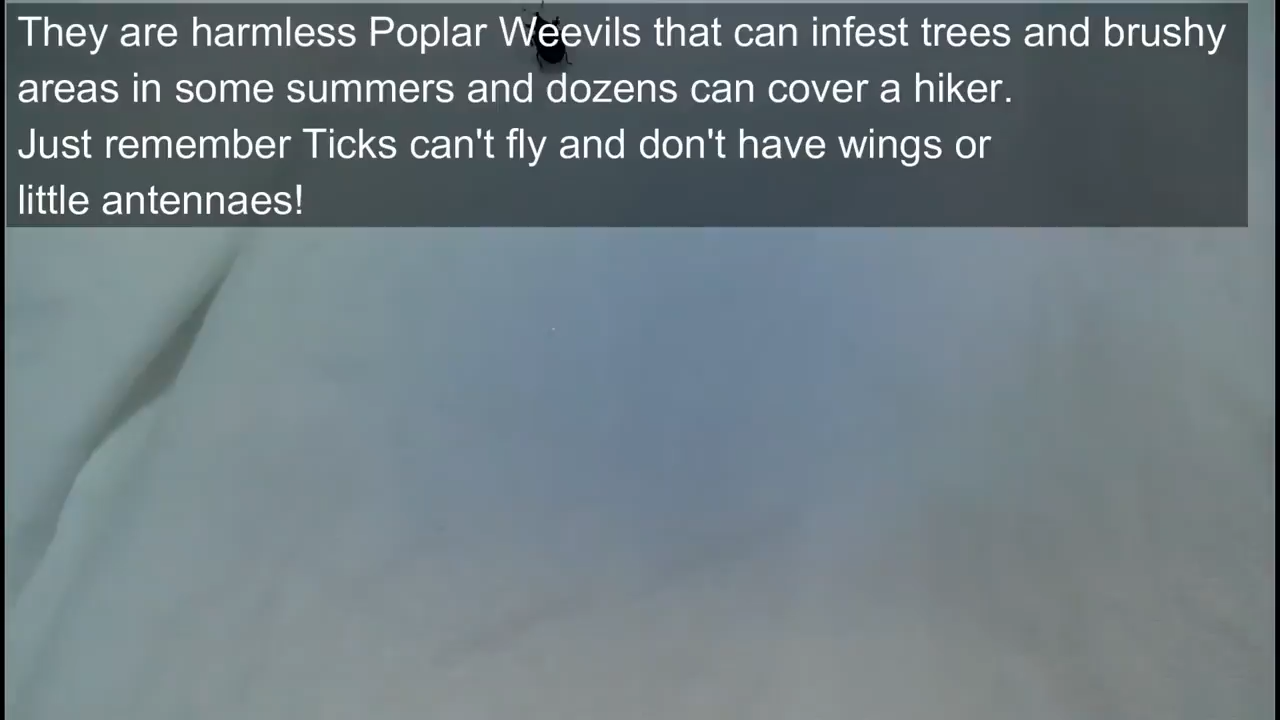 They are harmless Poplar Weevils that can infest trees and brushy
areas in some summers and dozens can cover a hiker.
Just remember Ticks can't fly and don't have wings or
little antennaes!